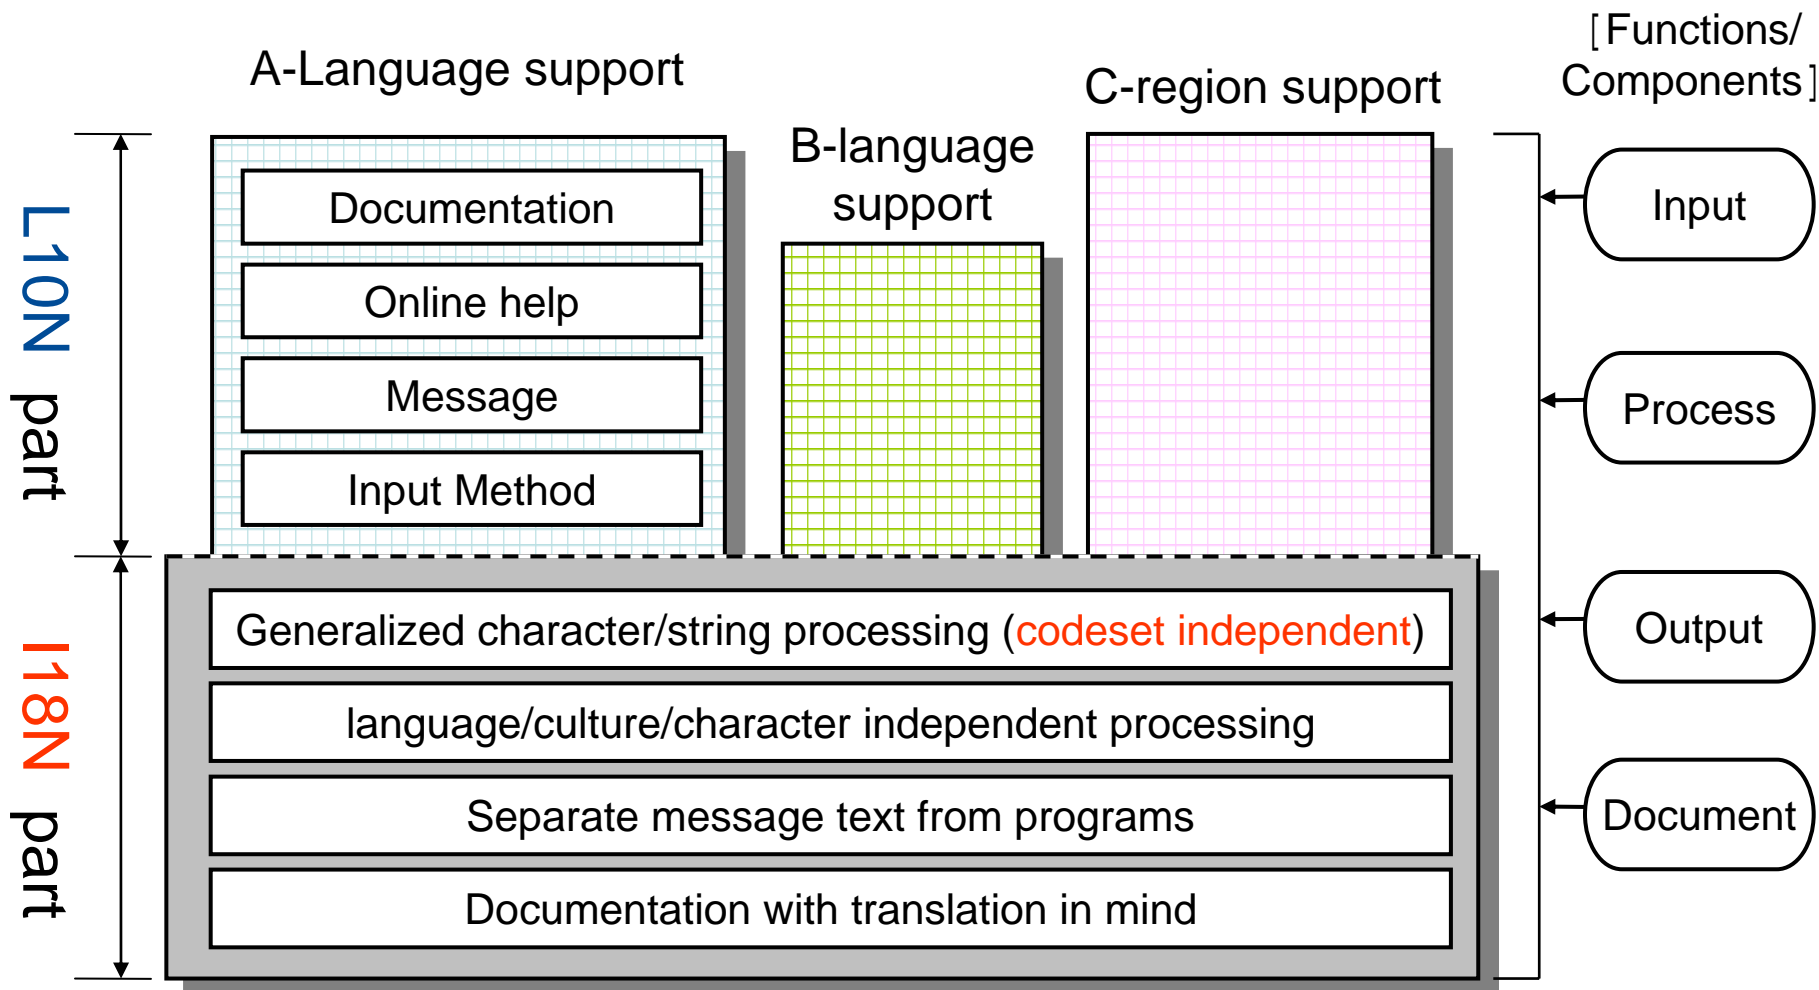 [Functions/
Components]
A-Language support
C-region support
B-language
support
Documentation
Online help
Message
Input Method
L10N part
Generalized character/string processing (codeset independent)
language/culture/character independent processing
Separate message text from programs
Documentation with translation in mind
I18N part
Input
Process
Output
Document